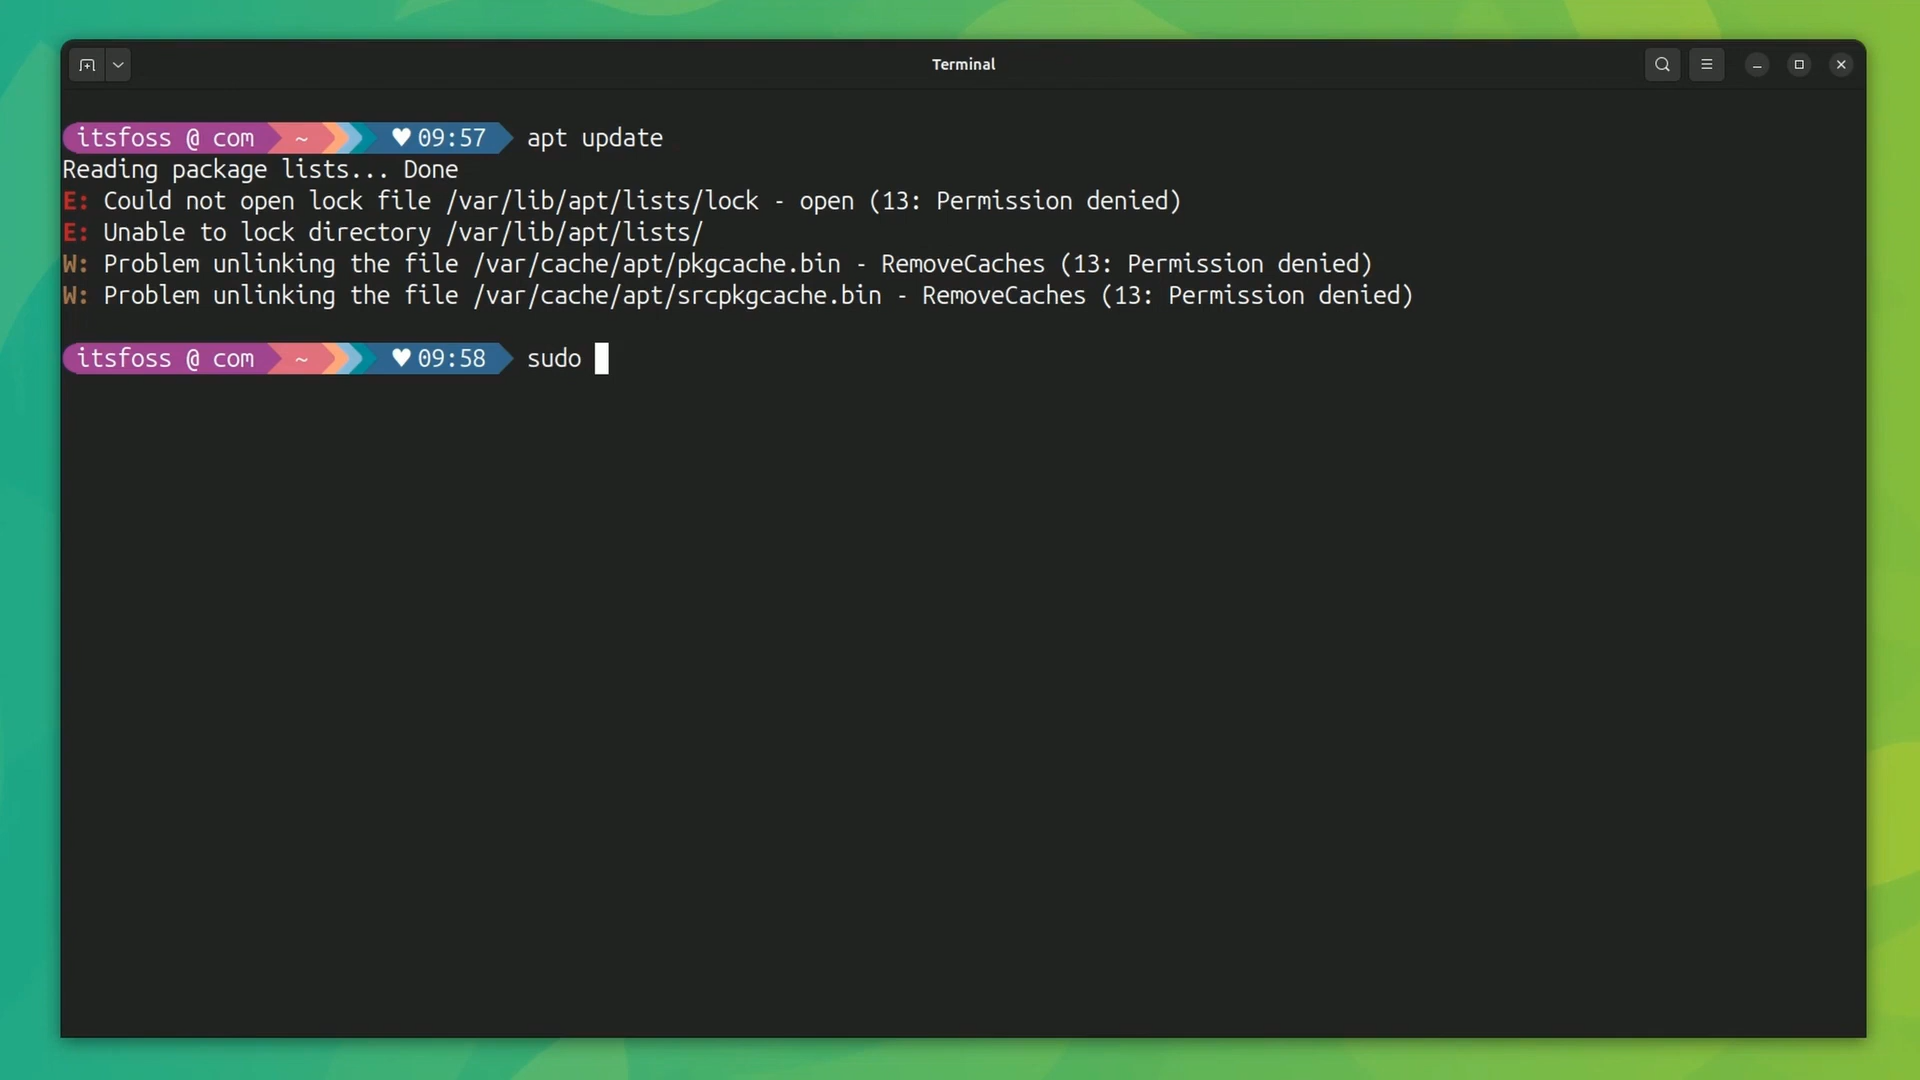 Terminal
itsfoss @ com ~ ♥ 09:57 apt update
Reading package lists... Done
E: Could not open lock file /var/lib/apt/lists/lock - open (13: Permission denied)
E: Unable to lock directory /var/lib/apt/lists/
W: Problem unlinking the file /var/cache/apt/pkgcache.bin - RemoveCaches (13: Permission denied)
W: Problem unlinking the file /var/cache/apt/srcpkgcache.bin - RemoveCaches (13: Permission denied)
itsfoss @ com ~ ♥ 09:58 sudo